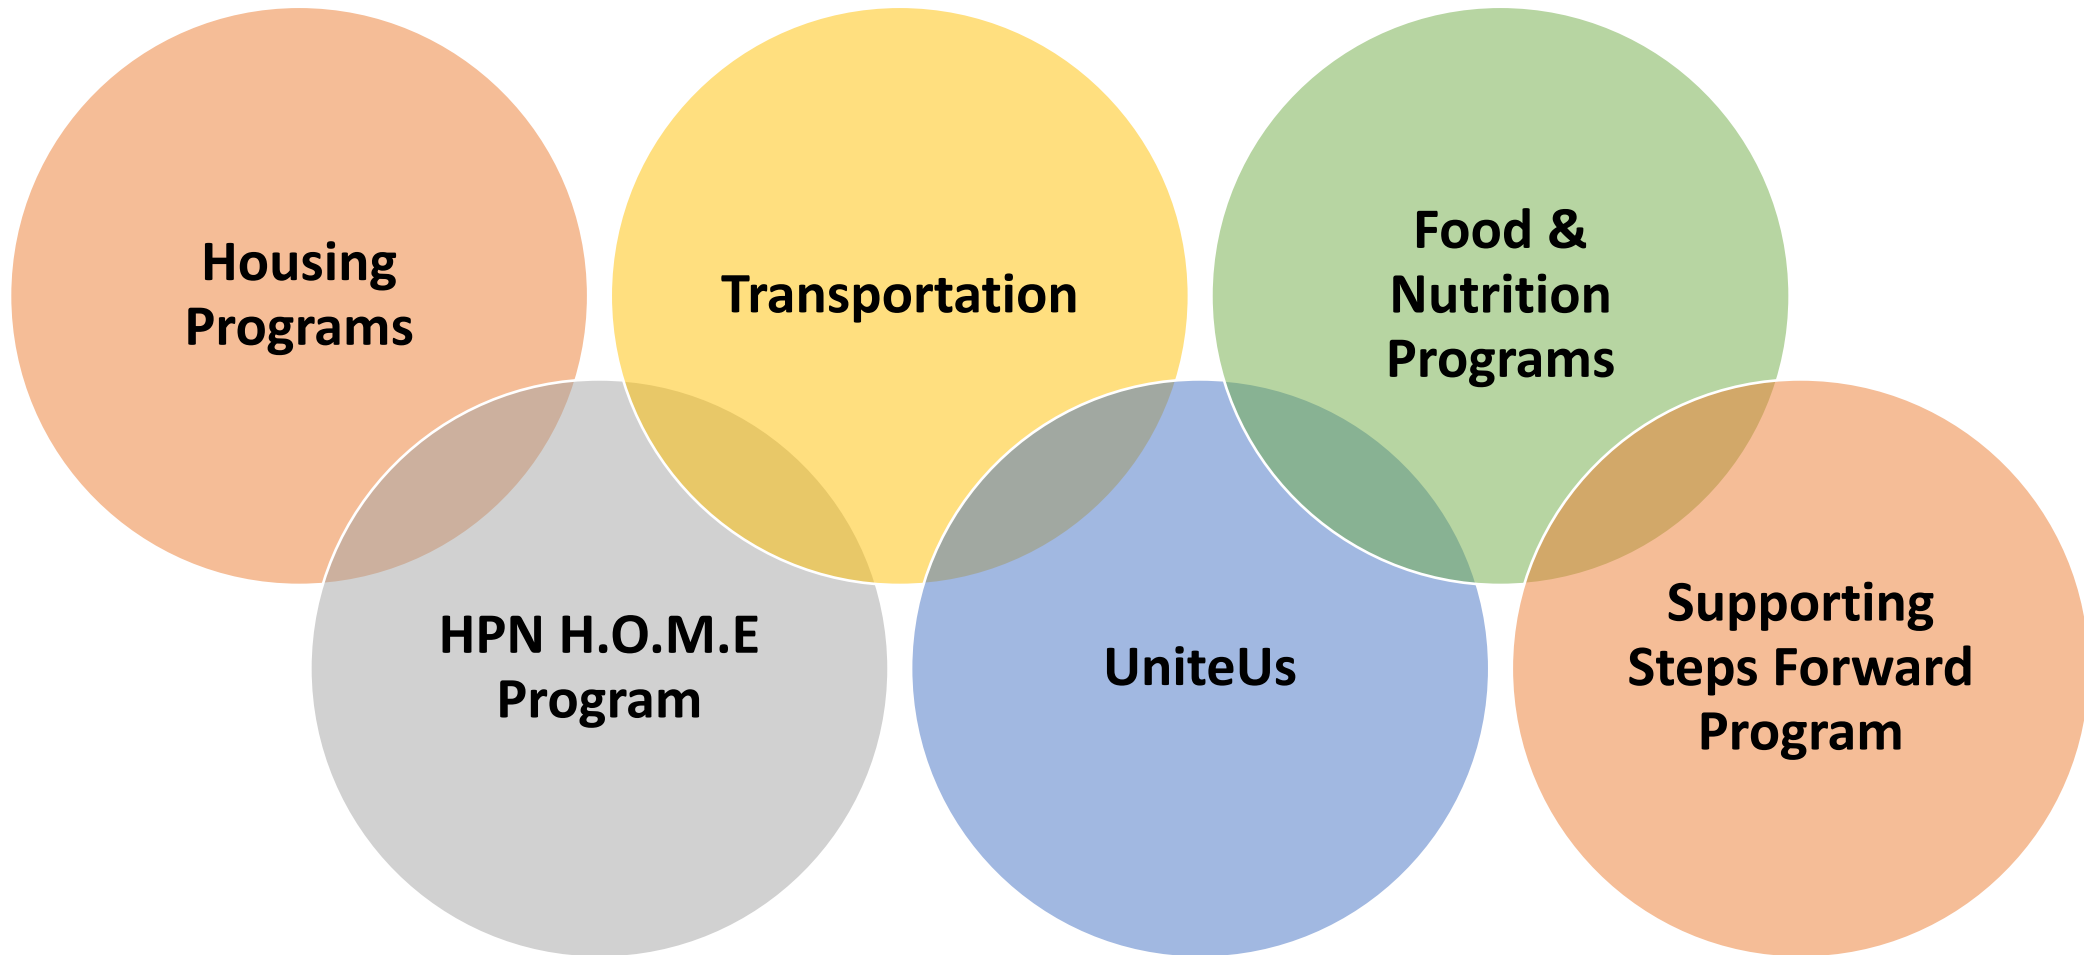 Housing
Programs
HPN H.O.M.E
Program
Transportation
UniteUs
Food &
Nutrition
Programs
Supporting
Steps Forward
Program